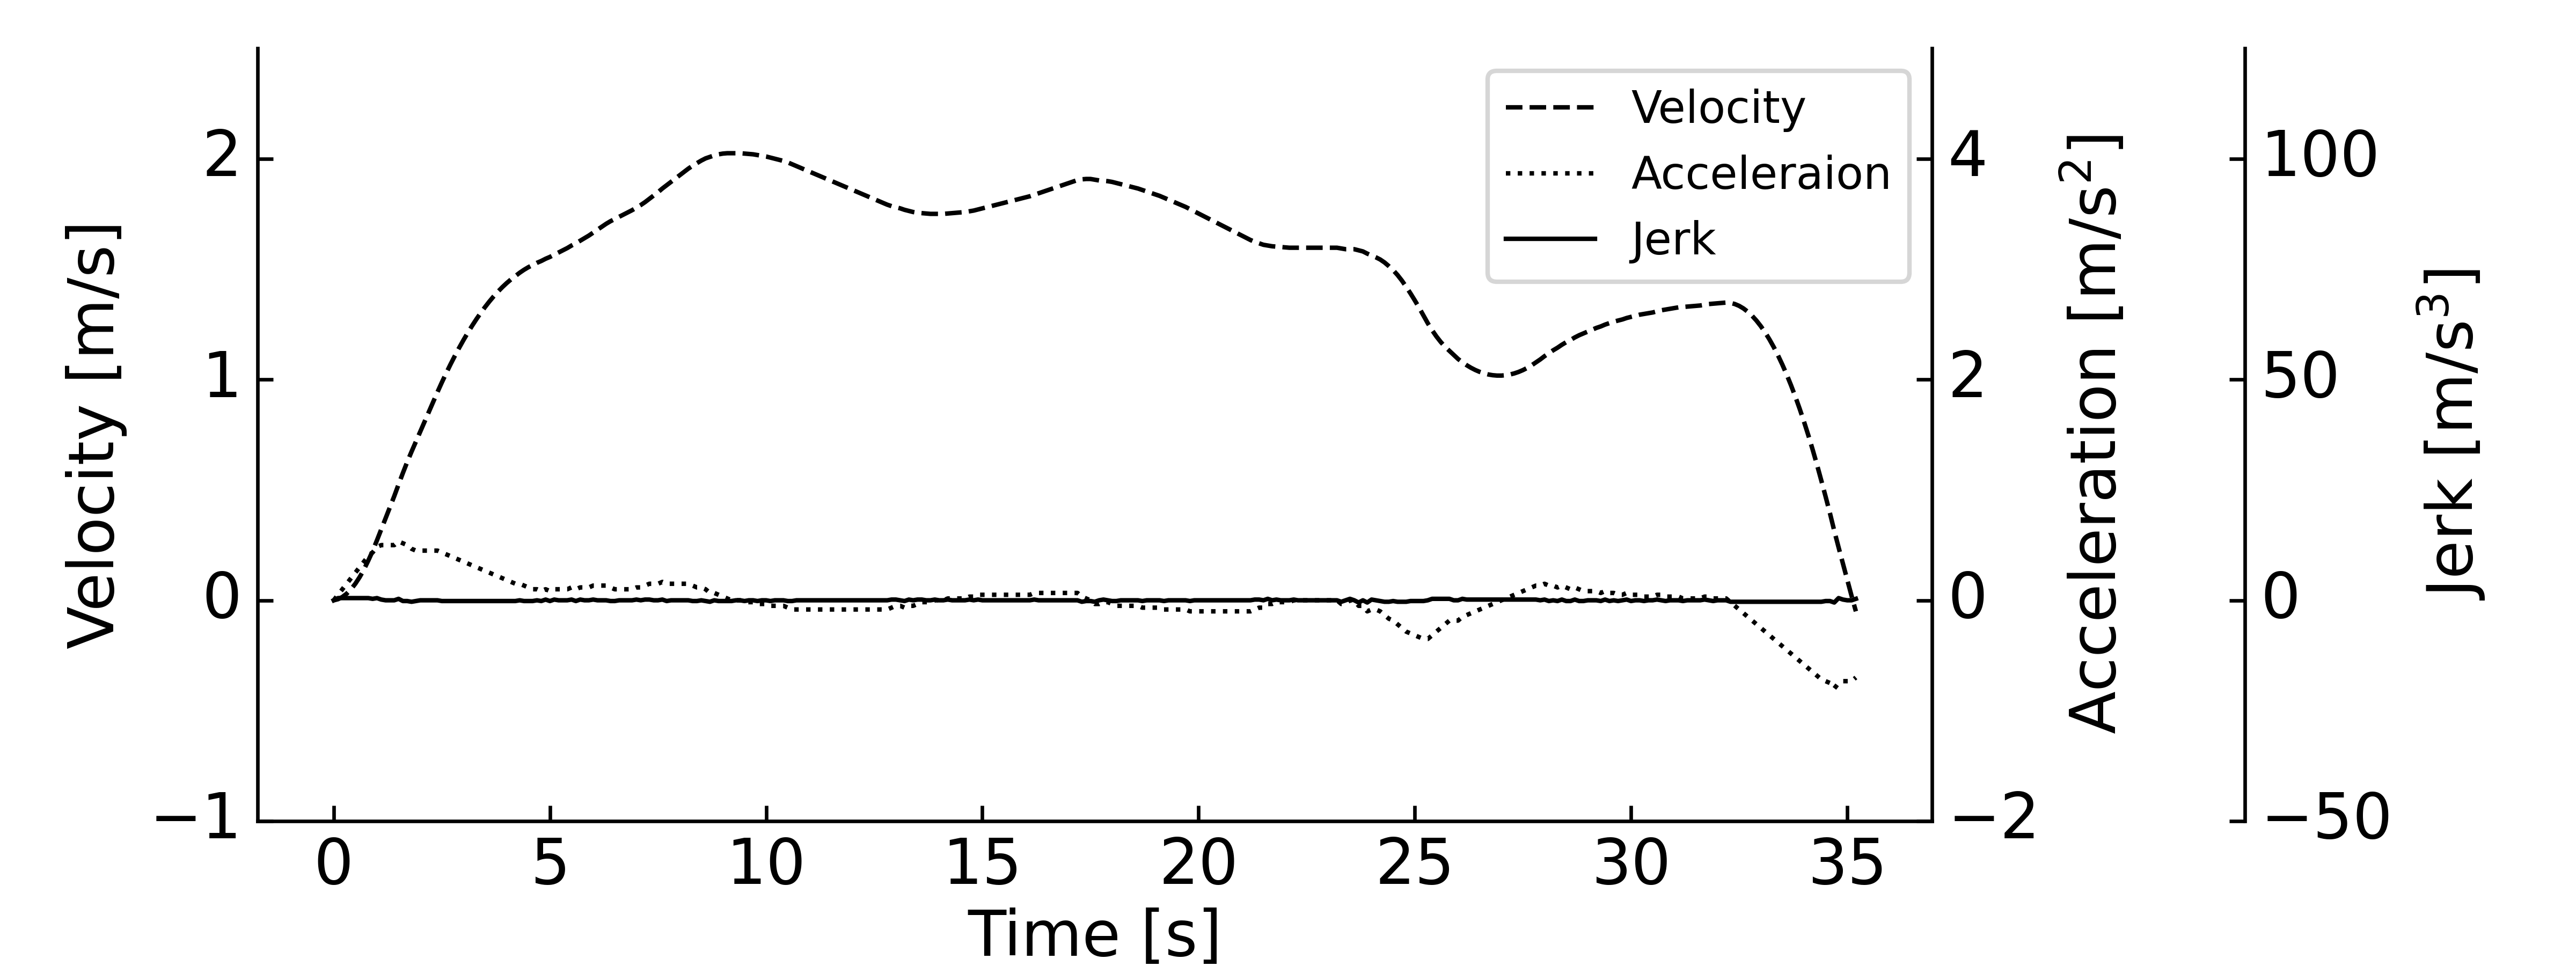 Velocity
Acceleraion
Jerk
2
1
0
−1
Velocity [m/s]
4
2
0
−2
Acceleration [m/s²]
100
50
0
−50
Jerk [m/s³]
0 5 10 15 20 25 30 35
Time [s]